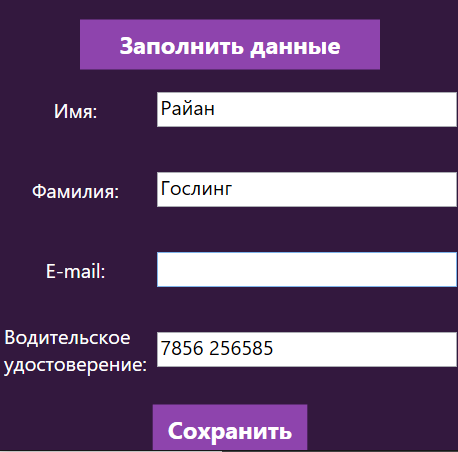 Заполнить данные
Имя: Райан
Фамилия: Гослинг
E-mail:
Водительское
удостоверение: 7856 256585
Сохранить